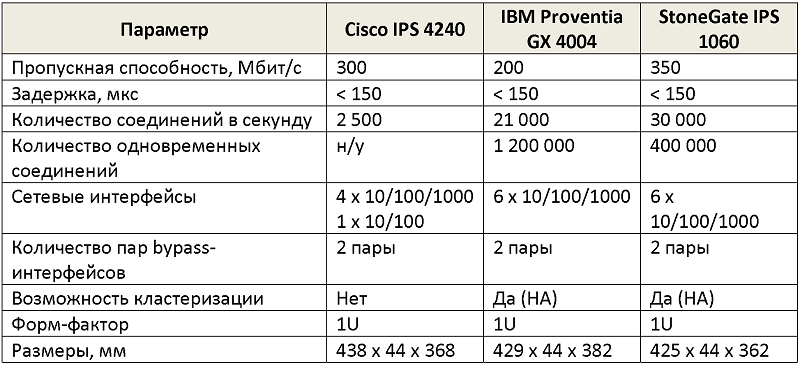 Параметр Cisco IPS 4240 IBM Proventia GX 4004 StoneGate IPS 1060
Пропускная способность, Мбит/с 300 200 350
Задержка, мкс < 150 < 150 < 150
Количество соединений в секунду 2 500 21 000 30 000
Количество одновременных н/у 1 200 000 400 000
соединений
Сетевые интерфейсы 4 x 10/100/1000 6 x 10/100/1000 6 x
1 x 10/100 10/100/1000
Количество пар bypass- 2 пары 2 пары 2 пары
интерфейсов
Возможность кластеризации Нет Да (HA) Да (HA)
Форм-фактор 1U 1U 1U
Размеры, мм 438 x 44 x 368 429 x 44 x 382 425 x 44 x 362